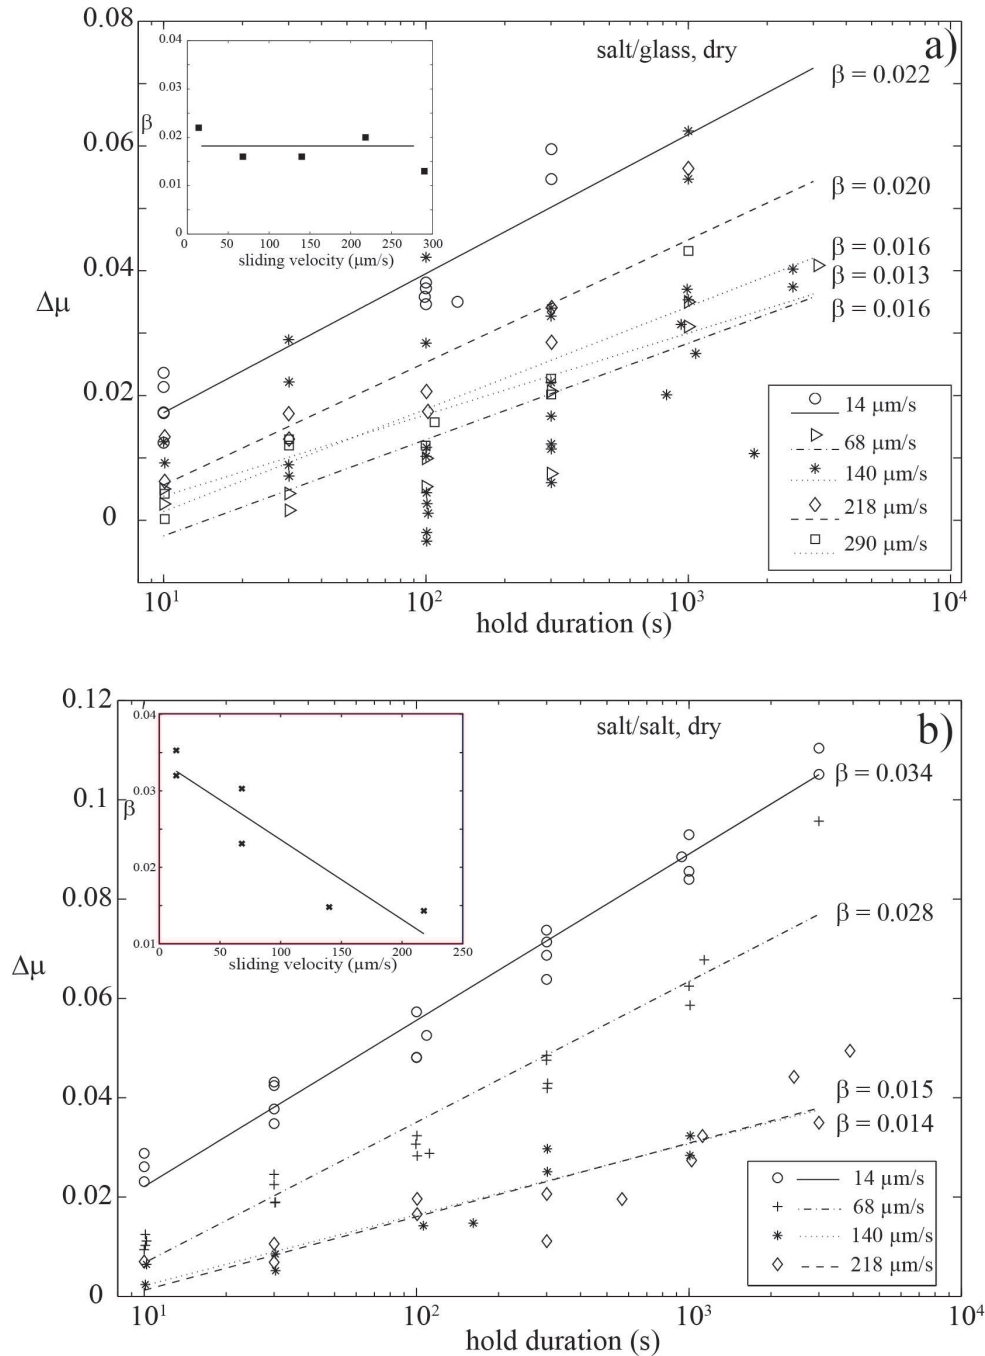 0.08
0.04
salt/glass, dry
a)
β = 0.022
0.03
β
0.06
0.02
β = 0.020
0.01
0
0 50 100 150 200 250 300
sliding velocity (µm/s)
β = 0.016
0.04
β = 0.013
Δμ
β = 0.016
0.02
14 µm/s
68 µm/s
140 µm/s
218 µm/s
290 µm/s
0
10¹ 10² 10³ 10⁴
hold duration (s)
0.12
0.04
salt/salt, dry
b)
β = 0.034
0.03
0.1
β
0.02
0.08
β = 0.028
0.01
0 50 100 150 200 250
sliding velocity (µm/s)
Δμ
0.06
0.04
β = 0.015
β = 0.014
0.02
14 µm/s
68 µm/s
140 µm/s
218 µm/s
0
10¹ 10² 10³ 10⁴
hold duration (s)